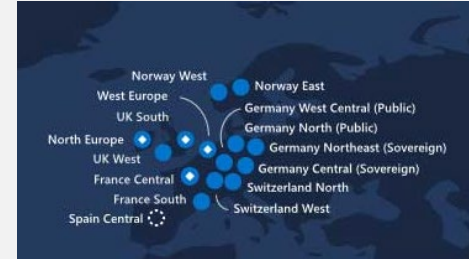 Norway West
Norway East
West Europe
Germany West Central (Public)
UK South
Germany North (Public)
North Europe
Germany Northeast (Sovereign)
UK West
Germany Central (Sovereign)
France Central
Switzerland North
France South
Switzerland West
Spain Central